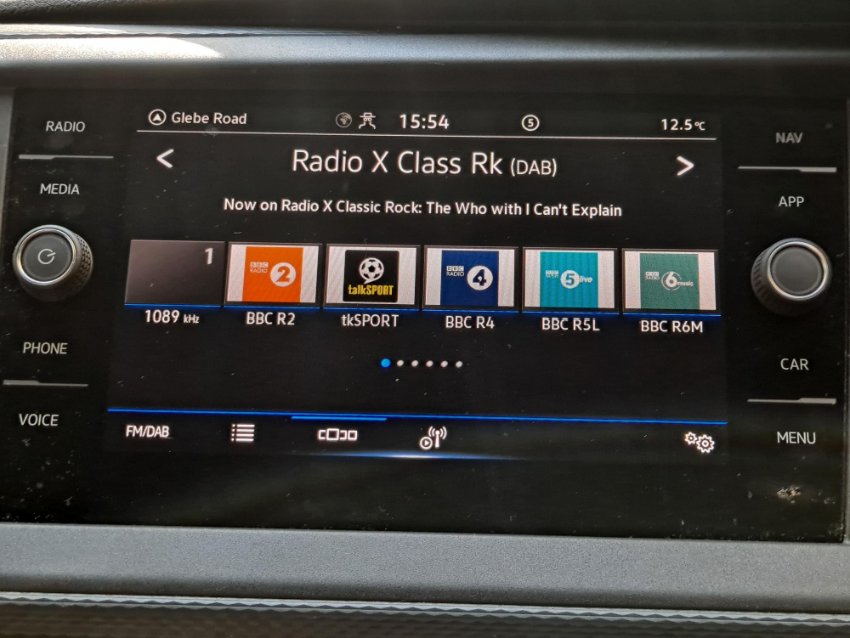 RADIO
MEDIA
PHONE
VOICE
Glebe Road
15:54
5
12.5°C
< Radio X Class Rk (DAB) >
Now on Radio X Classic Rock: The Who with I Can't Explain
1
BBC RADIO 2
talkSPORT
BBC RADIO 4
BBC RADIO 5 live
BBC RADIO 6 music
1089 kHz
BBC R2
tkSPORT
BBC R4
BBC R5L
BBC R6M
FM/DAB
NAV
APP
CAR
MENU